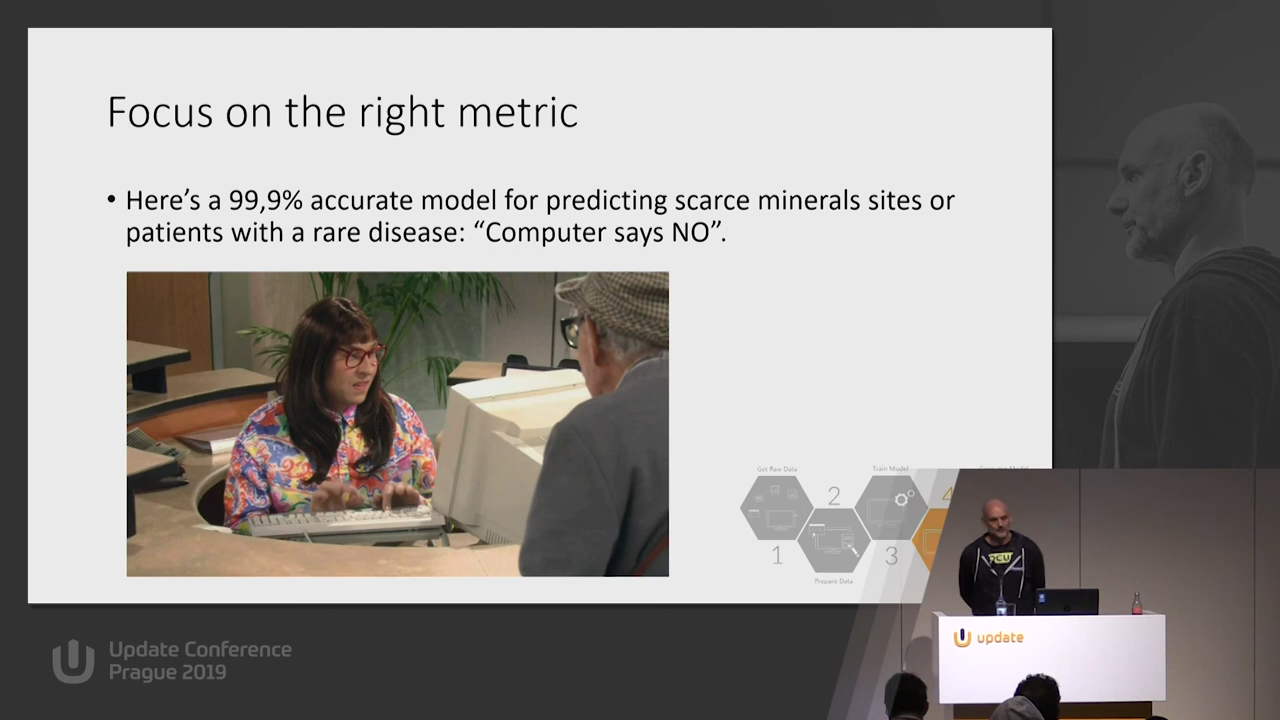 Focus on the right metric
• Here’s a 99,9% accurate model for predicting scarce minerals sites or
patients with a rare disease: “Computer says NO”.
Get Raw Data
Train Model
2
4
1
3
Prepare Data
update
Update Conference
Prague 2019